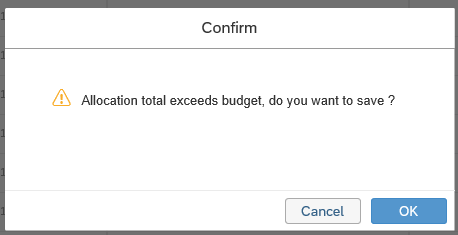 Confirm
Allocation total exceeds budget, do you want to save ?
Cancel
OK